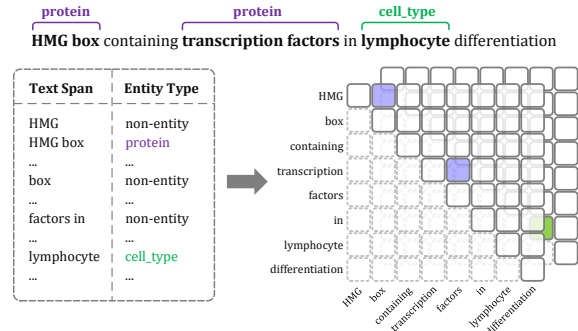 protein protein cell_type
HMG box containing transcription factors in lymphocyte differentiation
Text Span Entity Type
HMG non-entity
HMG box protein
... ...
box non-entity
... ...
factors in non-entity
... ...
lymphocyte cell_type
... ...
HMG
box
containing
transcription
factors
in
lymphocyte
differentiation
HMG
box
containing
transcription
factors
in
lymphocyte
differentiation